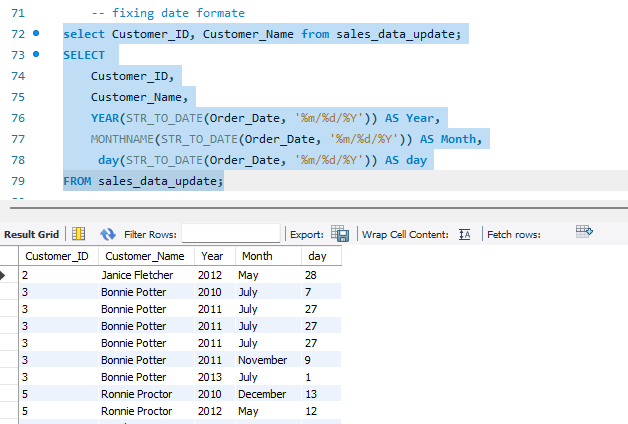 71 -- fixing date formate
72 select Customer_ID, Customer_Name from sales_data_update;
73 SELECT
74 Customer_ID,
75 Customer_Name,
76 YEAR(STR_TO_DATE(Order_Date, '%m/%d/%Y')) AS Year,
77 MONTHNAME(STR_TO_DATE(Order_Date, '%m/%d/%Y')) AS Month,
78 day(STR_TO_DATE(Order_Date, '%m/%d/%Y')) AS day
79 FROM sales_data_update;
Result Grid Filter Rows: Export: Wrap Cell Content: Fetch rows:
Customer_ID Customer_Name Year Month day
2 Janice Fletcher 2012 May 28
3 Bonnie Potter 2010 July 7
3 Bonnie Potter 2011 July 27
3 Bonnie Potter 2011 July 27
3 Bonnie Potter 2011 July 27
3 Bonnie Potter 2011 November 9
3 Bonnie Potter 2013 July 1
5 Ronnie Proctor 2010 December 13
5 Ronnie Proctor 2012 May 12